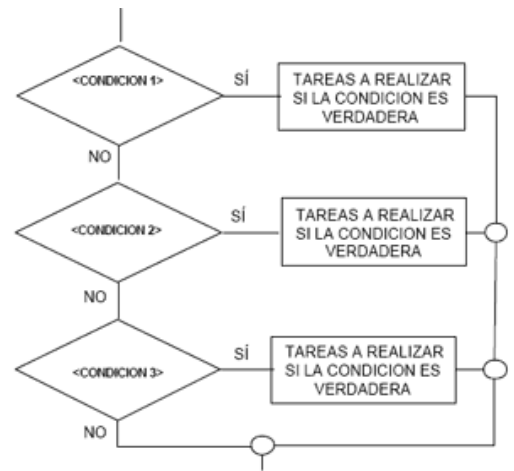 <CONDICION 1>
SÍ
TAREAS A REALIZAR
SI LA CONDICION ES
VERDADERA
NO
<CONDICION 2>
SÍ
TAREAS A REALIZAR
SI LA CONDICION ES
VERDADERA
NO
<CONDICION 3>
SÍ
TAREAS A REALIZAR
SI LA CONDICION ES
VERDADERA
NO